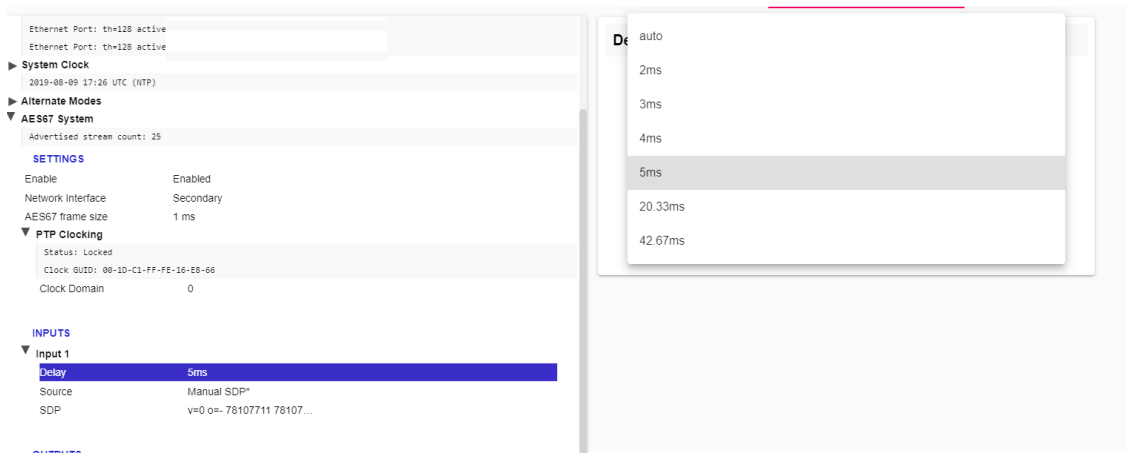 Ethernet Port: th=128 active
Ethernet Port: th=128 active
System Clock
2019-08-09 17:26 UTC (NTP)
Alternate Modes
AES67 System
Advertised stream count: 25
SETTINGS
Enable Enabled
Network Interface Secondary
AES67 frame size 1 ms
PTP Clocking
Status: Locked
Clock GUID: 00-1D-C1-FF-FE-16-E8-66
Clock Domain 0
INPUTS
Input 1
Delay 5ms
Source Manual SDP*
SDP v=0 o=- 78107711 78107...
OUTPUTS
De
auto
2ms
3ms
4ms
5ms
20.33ms
42.67ms